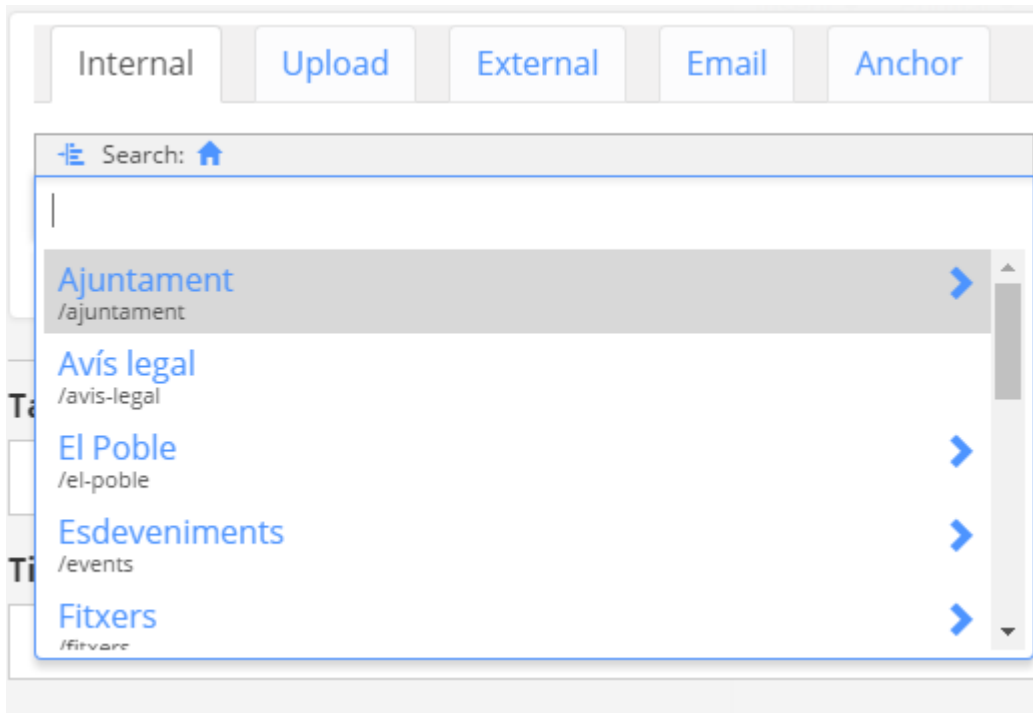 Internal Upload External Email Anchor
Search:
Ajuntament
/ajuntament
Avís legal
/avis-legal
El Poble
/el-poble
Esdeveniments
/events
Fitxers
/fitxers